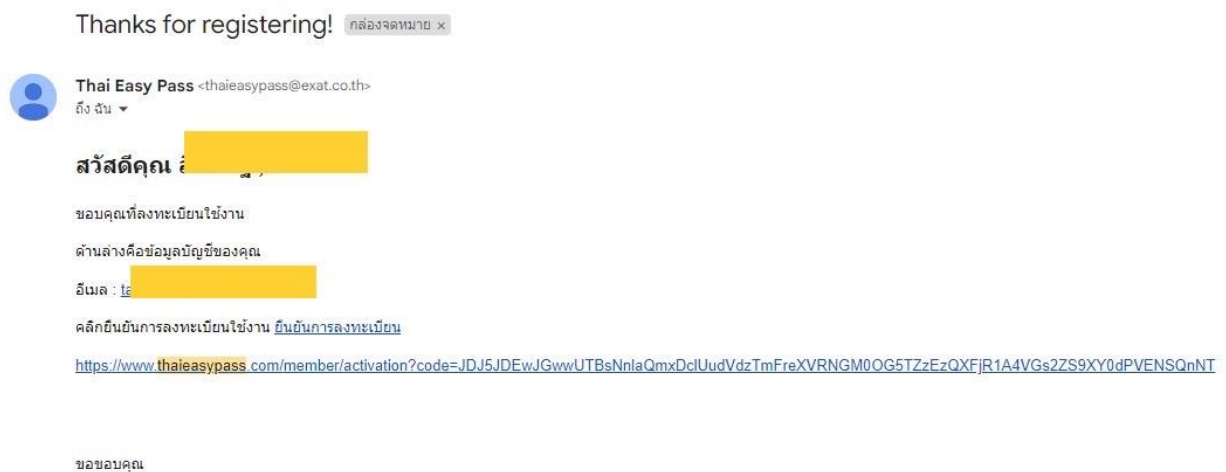 Thanks for registering! กล่องจดหมาย ×
Thai Easy Pass <thaieasypass@exat.co.th>
ถึง ฉัน
สวัสดีคุณ
ขอบคุณที่ลงทะเบียนใช้งาน
ด้านล่างคือข้อมูลบัญชีของคุณ
อีเมล : ta
คลิกยืนยันการลงทะเบียนใช้งาน ยืนยันการลงทะเบียน
https://www.thaieasypass.com/member/activation?code=JDJ5JDEwJGwwUTBsNnlaQmxDclUudVdzTmFreXVRNGM0OG5TZzEzQXFjR1A4VGs2ZS9XY0dPVENSQnNT
ขอขอบคุณ